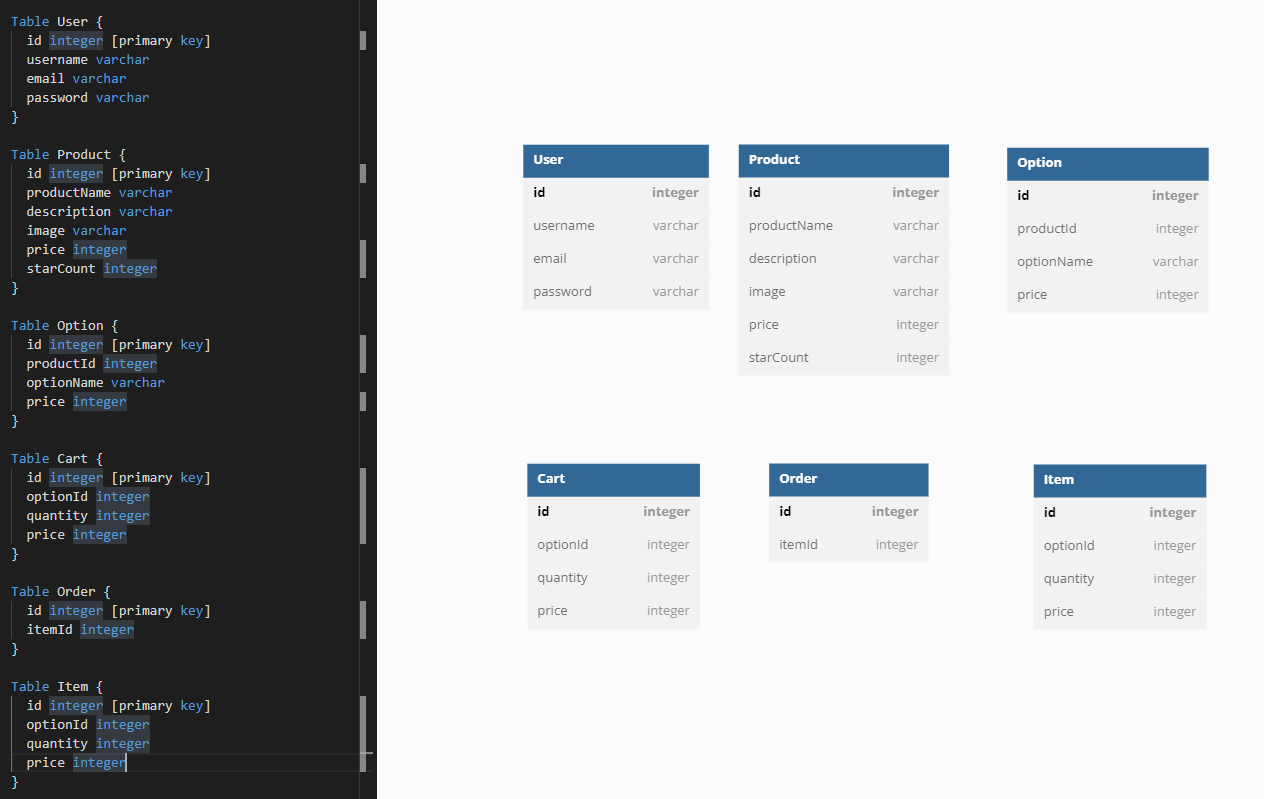 Table User {
id integer [primary key]
username varchar
email varchar
password varchar
}
Table Product {
id integer [primary key]
productName varchar
description varchar
image varchar
price integer
starCount integer
}
Table Option {
id integer [primary key]
productId integer
optionName varchar
price integer
}
Table Cart {
id integer [primary key]
optionId integer
quantity integer
price integer
}
Table Order {
id integer [primary key]
itemId integer
}
Table Item {
id integer [primary key]
optionId integer
quantity integer
price integer
}
User
id integer
username varchar
email varchar
password varchar
Product
id integer
productName varchar
description varchar
image varchar
price integer
starCount integer
Option
id integer
productId integer
optionName varchar
price integer
Cart
id integer
optionId integer
quantity integer
price integer
Order
id integer
itemId integer
Item
id integer
optionId integer
quantity integer
price integer